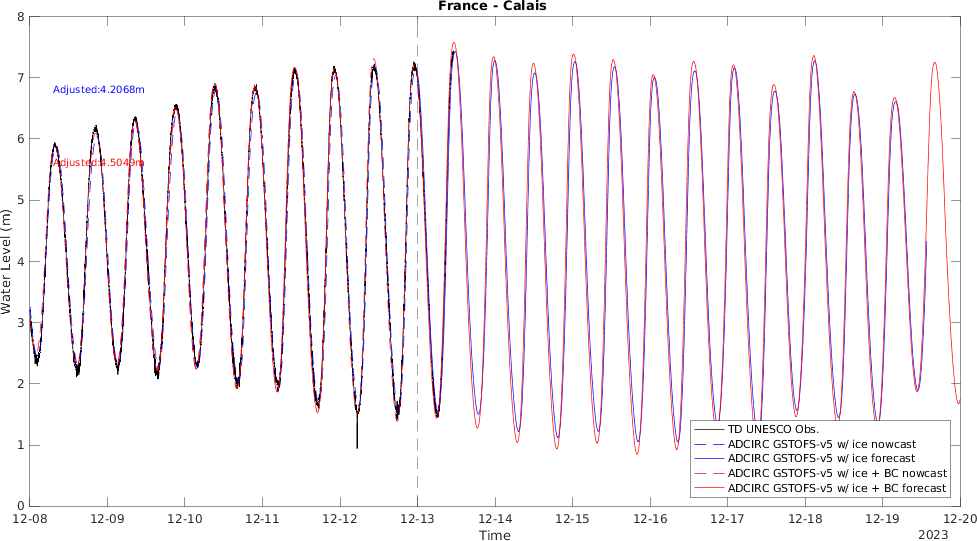 France - Calais
8
7
6
5
4
3
2
1
0
Water Level (m)
Adjusted:4.2068m
Adjusted:4.5049m
TD UNESCO Obs.
ADCIRC GSTOFS-v5 w/ ice nowcast
ADCIRC GSTOFS-v5 w/ ice forecast
ADCIRC GSTOFS-v5 w/ ice + BC nowcast
ADCIRC GSTOFS-v5 w/ ice + BC forecast
12-08 12-09 12-10 12-11 12-12 12-13 12-14 12-15 12-16 12-17 12-18 12-19 12-20
Time
2023